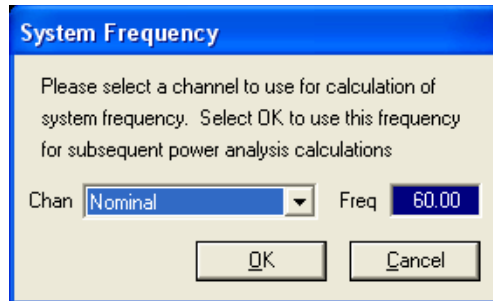 System Frequency
Please select a channel to use for calculation of
system frequency.  Select OK to use this frequency
for subsequent power analysis calculations
Chan Nominal Freq 60.00
OK Cancel